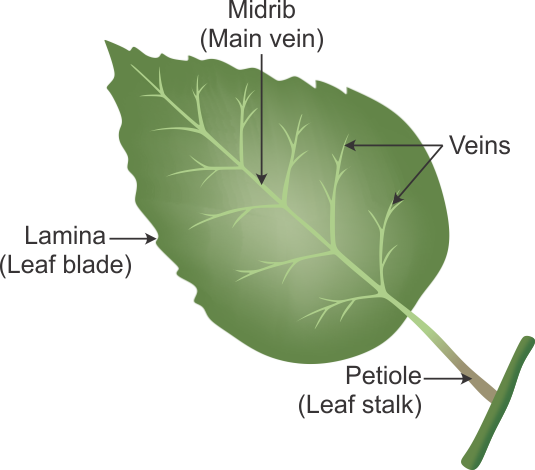 Midrib
(Main vein)
Veins
Lamina
(Leaf blade)
Petiole
(Leaf stalk)